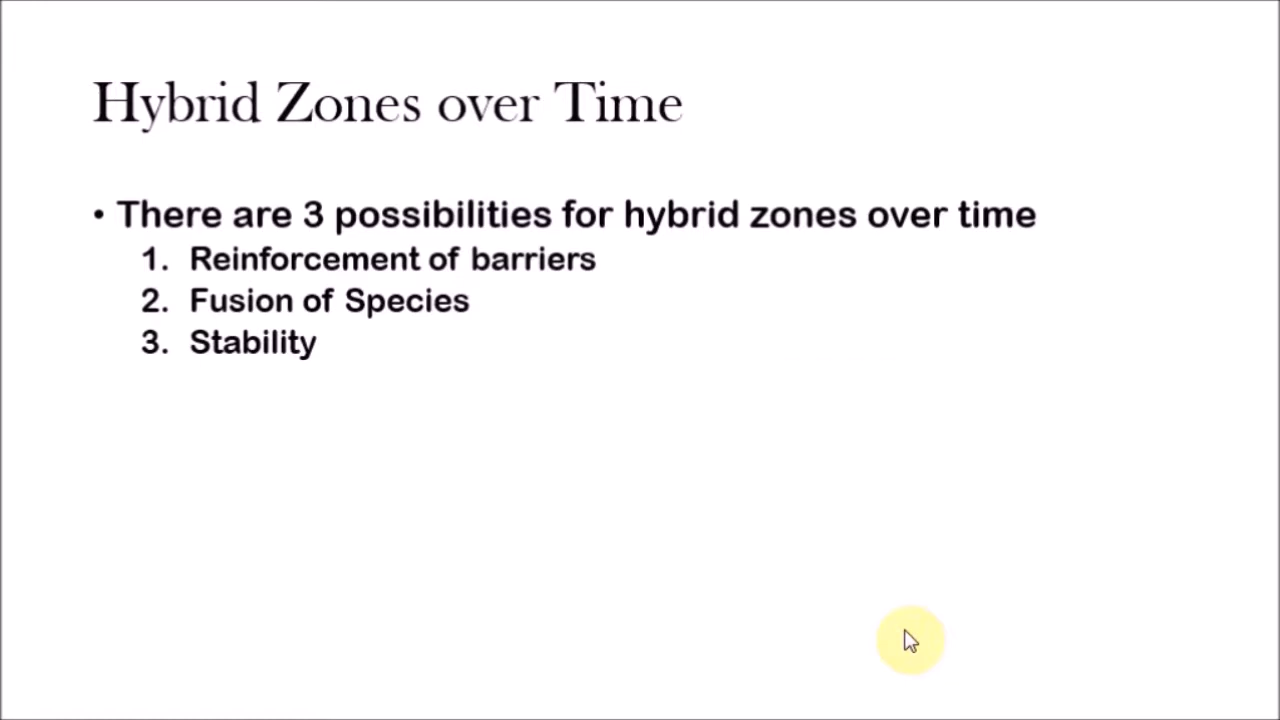 Hybrid Zones over Time
• There are 3 possibilities for hybrid zones over time
1. Reinforcement of barriers
2. Fusion of Species
3. Stability